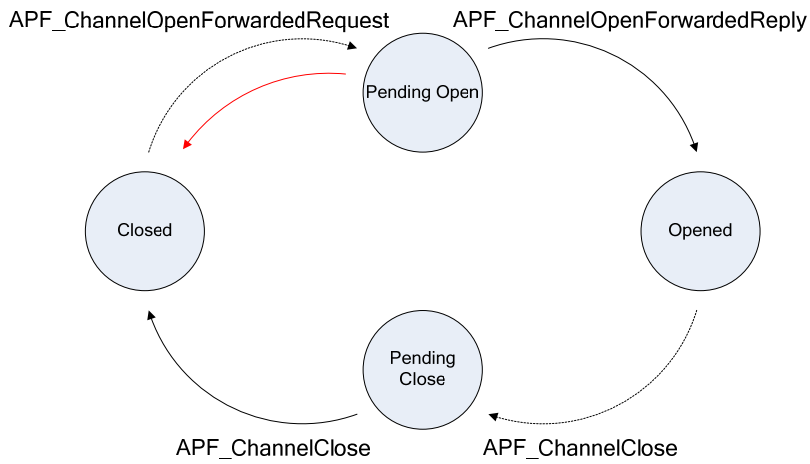 APF_ChannelOpenForwardedRequest
APF_ChannelOpenForwardedReply
Pending Open
Closed
Opened
Pending
Close
APF_ChannelClose
APF_ChannelClose